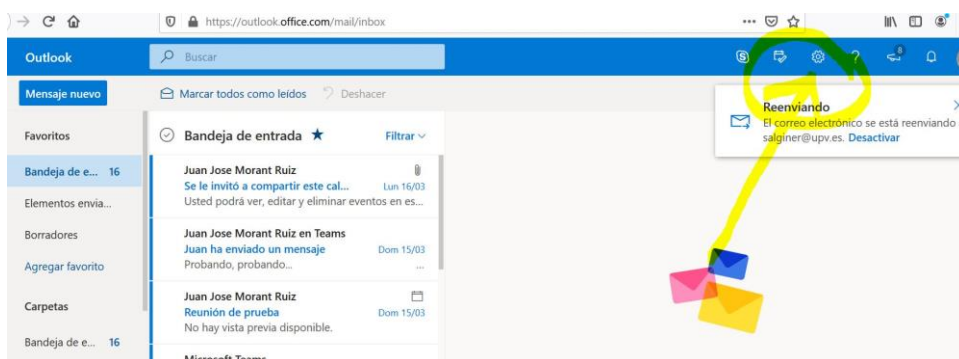 https://outlook.office.com/mail/inbox
Outlook
Buscar
8
Mensaje nuevo
Marcar todos como leídos
Deshacer
Reenviando
El correo electrónico se está reenviando
salginer@upv.es. Desactivar
Favoritos
Bandeja de entrada
Filtrar
Bandeja de e... 16
Elementos envia...
Borradores
Agregar favorito
Carpetas
Bandeja de e... 16
Juan Jose Morant Ruiz
Se le invitó a compartir este cal... Lun 16/03
Usted podrá ver, editar y eliminar eventos en es...
Juan Jose Morant Ruiz en Teams
Juan ha enviado un mensaje Dom 15/03
Probando, probando... ...
Juan Jose Morant Ruiz
Reunión de prueba Dom 15/03
No hay vista previa disponible.
Microsoft Teams